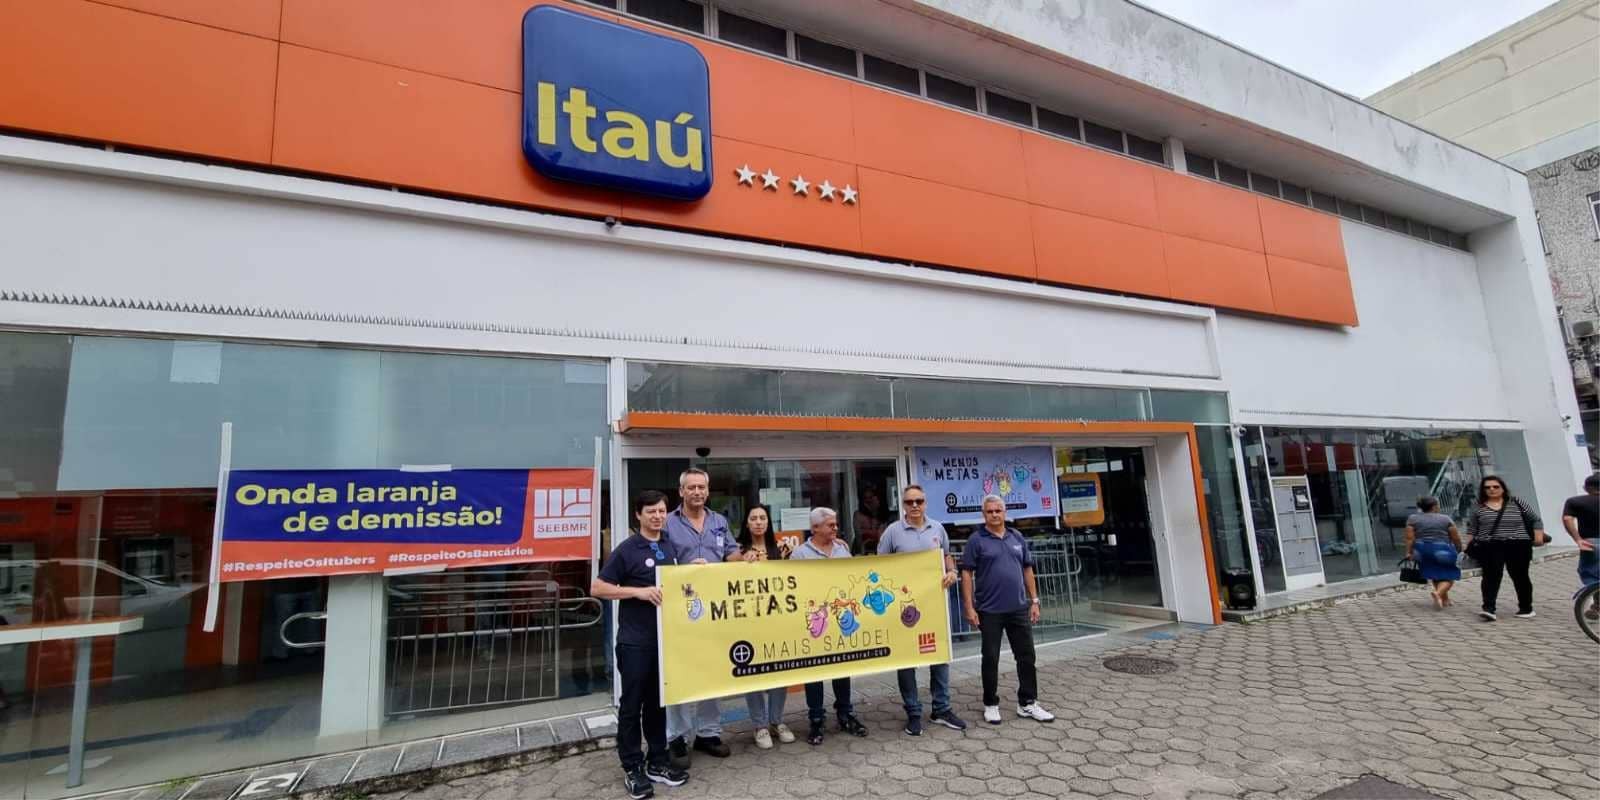 Itaú
Onda laranja
de demissão!
SEEBMR
#RespeiteOsItubers #RespeiteOsBancários
MENOS
METAS
MAIS SAÚDE!
MENOS
METAS
MAIS SAÚDE!
Rede de Solidariedade da Contraf-CUT